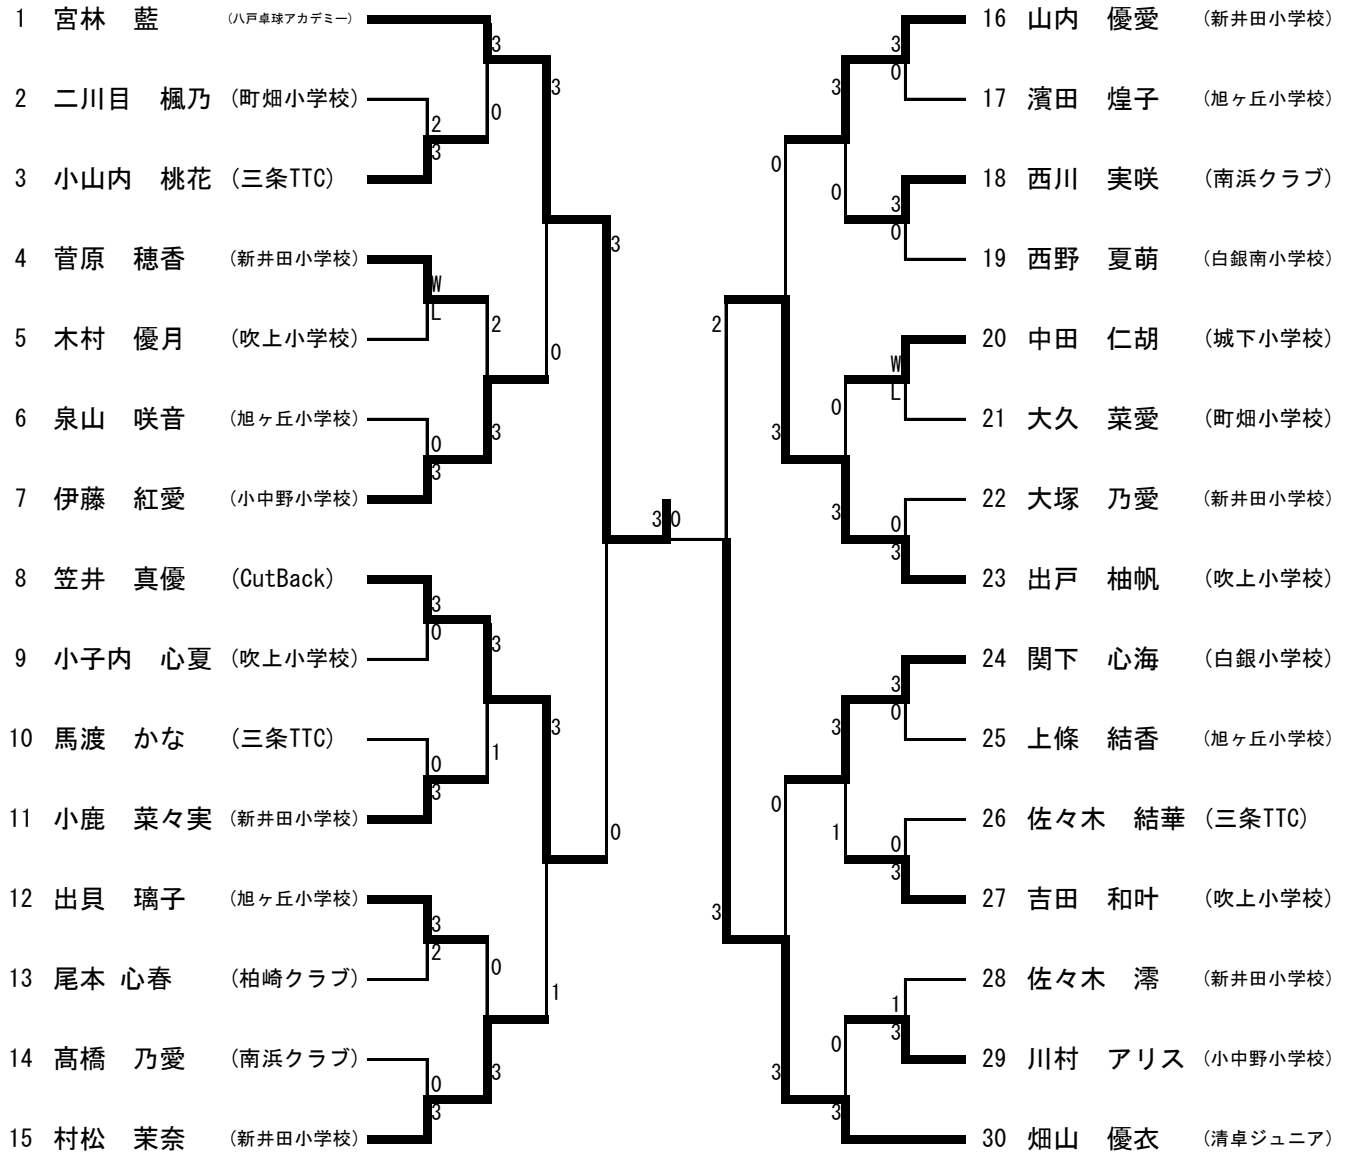 1 宮林　藍 (八戸卓球アカデミー)
3
3
2 二川目　楓乃 (町畑小学校)
2
0
3
3 小山内　桃花 (三条TTC)
3
4 菅原　穂香 (新井田小学校)
W
L
2
5 木村　優月 (吹上小学校)
0
6 泉山　咲音 (旭ヶ丘小学校)
0
3
3
7 伊藤　紅愛 (小中野小学校)
3 0
8 笠井　真優 (CutBack)
3
0
3
9 小子内　心夏 (吹上小学校)
3
10 馬渡　かな (三条TTC)
0
1
3
11 小鹿　菜々実 (新井田小学校)
0
12 出貝　璃子 (旭ヶ丘小学校)
3
2
0
13 尾本 心春 (柏崎クラブ)
1
14 髙橋　乃愛 (南浜クラブ)
0
3
3
15 村松　茉奈 (新井田小学校)
16 山内　優愛 (新井田小学校)
3
0
3
17 濱田　煌子 (旭ヶ丘小学校)
0
18 西川　実咲 (南浜クラブ)
0
3
0
19 西野　夏萌 (白銀南小学校)
2
20 中田　仁胡 (城下小学校)
W
L
0
21 大久　菜愛 (町畑小学校)
3
22 大塚　乃愛 (新井田小学校)
3
0
3
23 出戸　柚帆 (吹上小学校)
24 関下　心海 (白銀小学校)
3
0
3
25 上條　結香 (旭ヶ丘小学校)
0
26 佐々木　結華 (三条TTC)
1
0
3
27 吉田　和叶 (吹上小学校)
3
28 佐々木　澪 (新井田小学校)
1
3
0
29 川村　アリス (小中野小学校)
3
3
30 畑山　優衣 (清卓ジュニア)